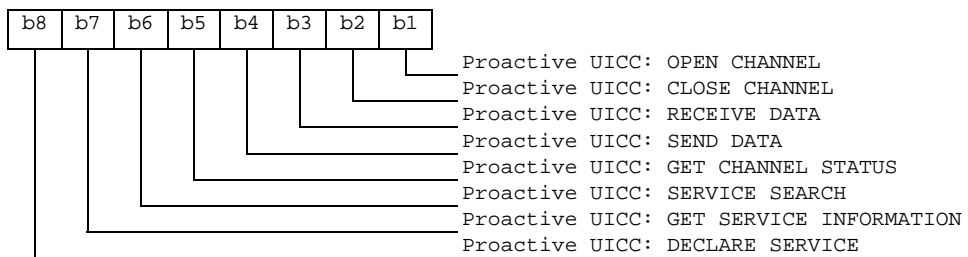 b8 b7 b6 b5 b4 b3 b2 b1
Proactive UICC: OPEN CHANNEL
Proactive UICC: CLOSE CHANNEL
Proactive UICC: RECEIVE DATA
Proactive UICC: SEND DATA
Proactive UICC: GET CHANNEL STATUS
Proactive UICC: SERVICE SEARCH
Proactive UICC: GET SERVICE INFORMATION
Proactive UICC: DECLARE SERVICE